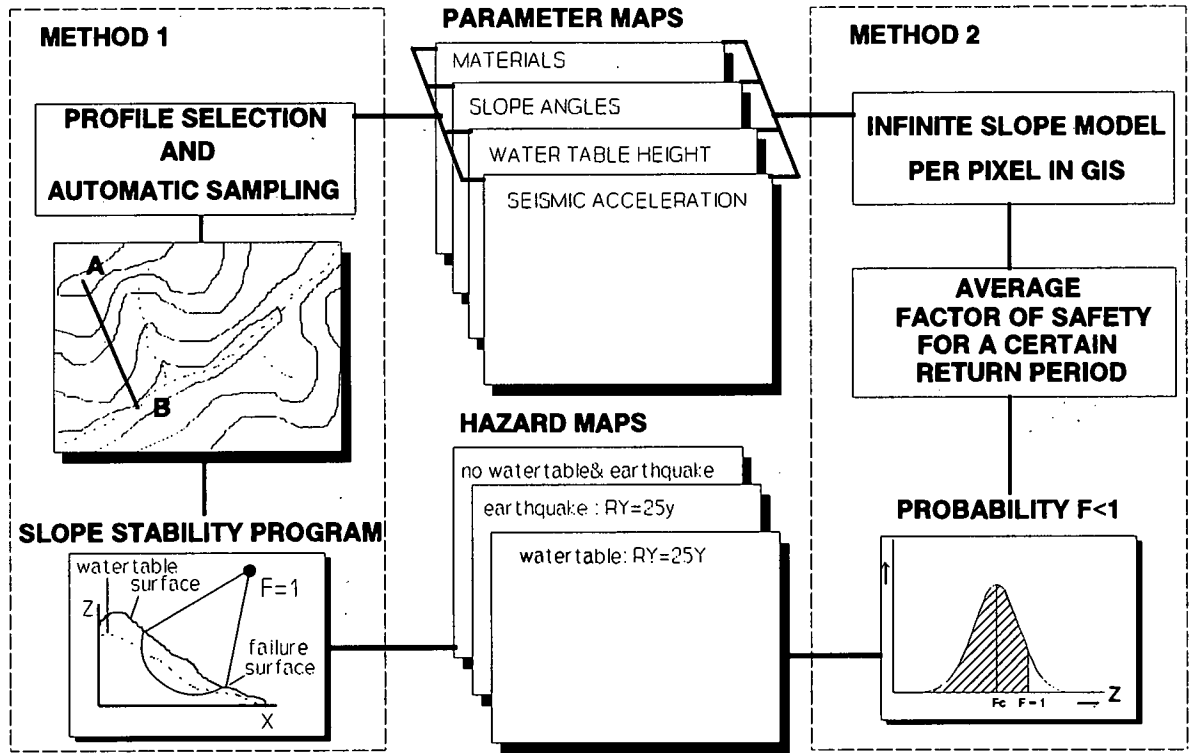 METHOD 1
PROFILE SELECTION
AND
AUTOMATIC SAMPLING
A
B
SLOPE STABILITY PROGRAM
watertable
surface
F=1
Z
failure
surface
X
PARAMETER MAPS
MATERIALS
SLOPE ANGLES
WATER TABLE HEIGHT
SEISMIC ACCELERATION
HAZARD MAPS
no watertable& earthquake
earthquake : RY=25y
watertable: RY=25Y
METHOD 2
INFINITE SLOPE MODEL
PER PIXEL IN GIS
AVERAGE
FACTOR OF SAFETY
FOR A CERTAIN
RETURN PERIOD
PROBABILITY F<1
Fc F=1
Z